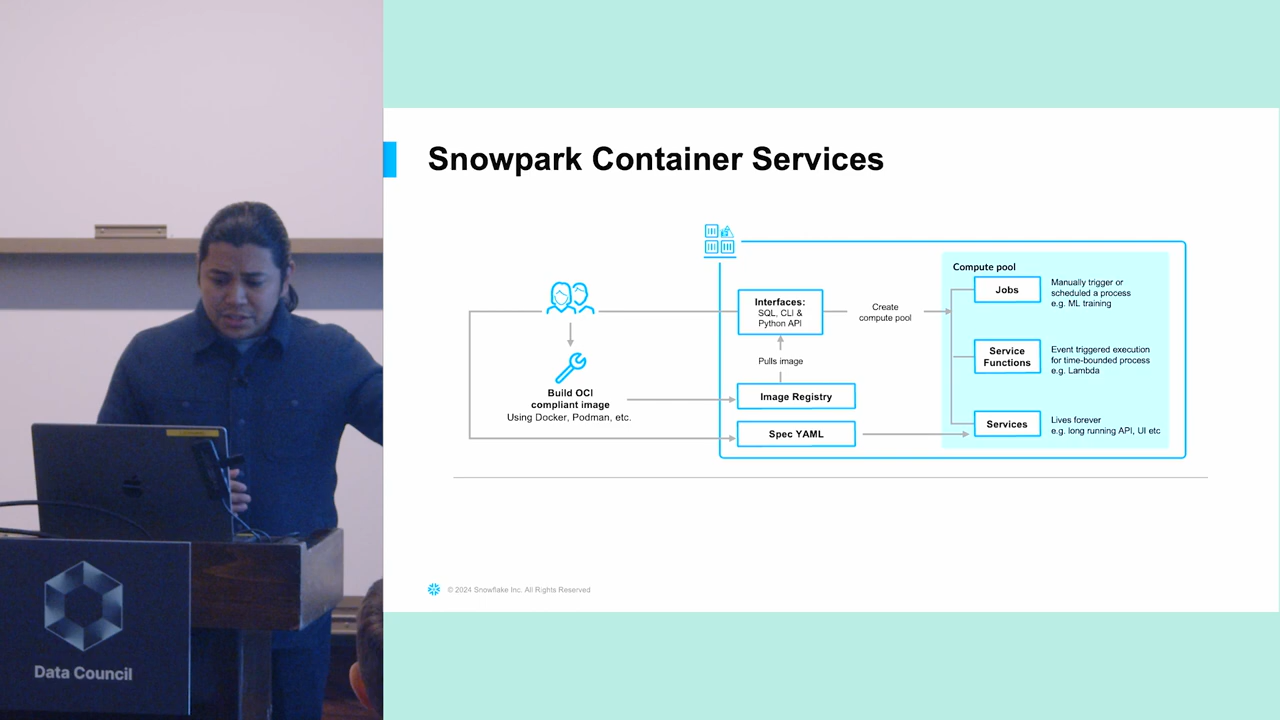 Snowpark Container Services
Compute pool
Jobs
Manually trigger or
scheduled a process
e.g. ML training
Interfaces:
SQL, CLI &
Python API
Create
compute pool
Service
Functions
Event triggered execution
for time-bounded process
e.g. Lambda
Pulls image
Build OCI
compliant image
Using Docker, Podman, etc.
Image Registry
Spec YAML
Services
Lives forever
e.g. long running API, UI etc
© 2024 Snowflake Inc. All Rights Reserved
Data Council